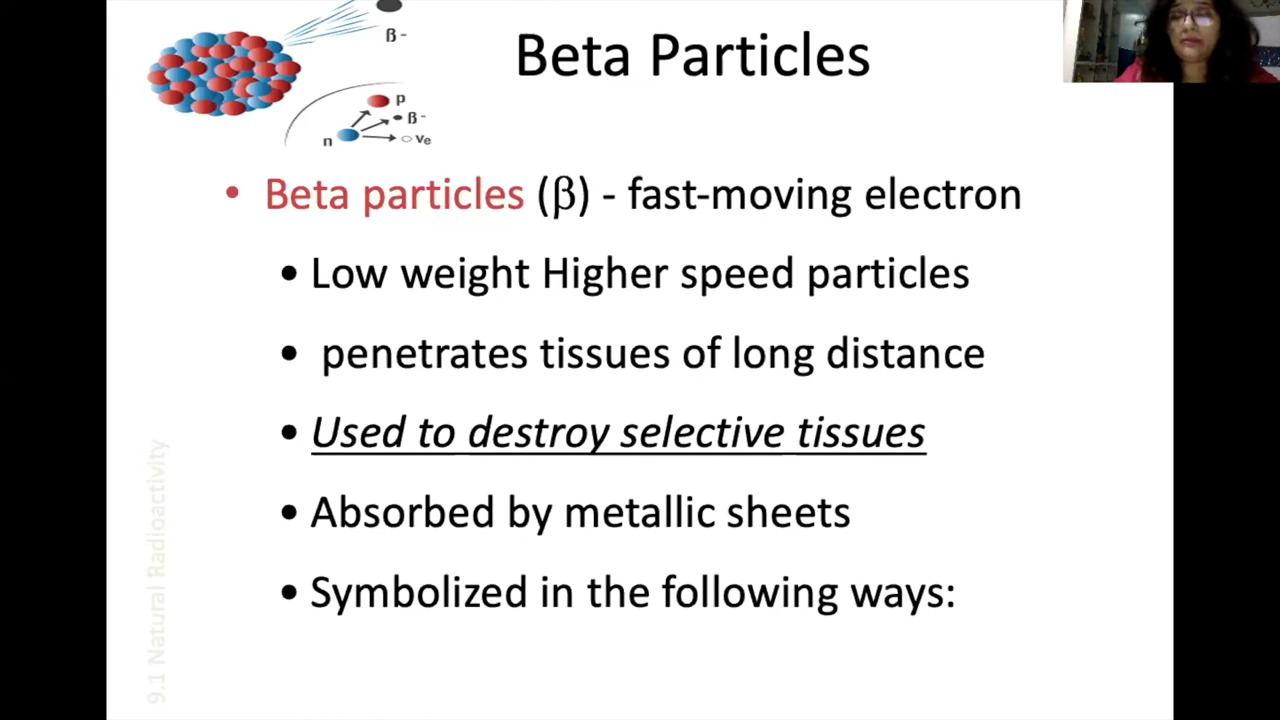 Beta Particles
β-
p
β-
n
Ve
• Beta particles (β) - fast-moving electron
• Low weight Higher speed particles
• penetrates tissues of long distance
• Used to destroy selective tissues
• Absorbed by metallic sheets
• Symbolized in the following ways:
9.1 Natural Radioactivity